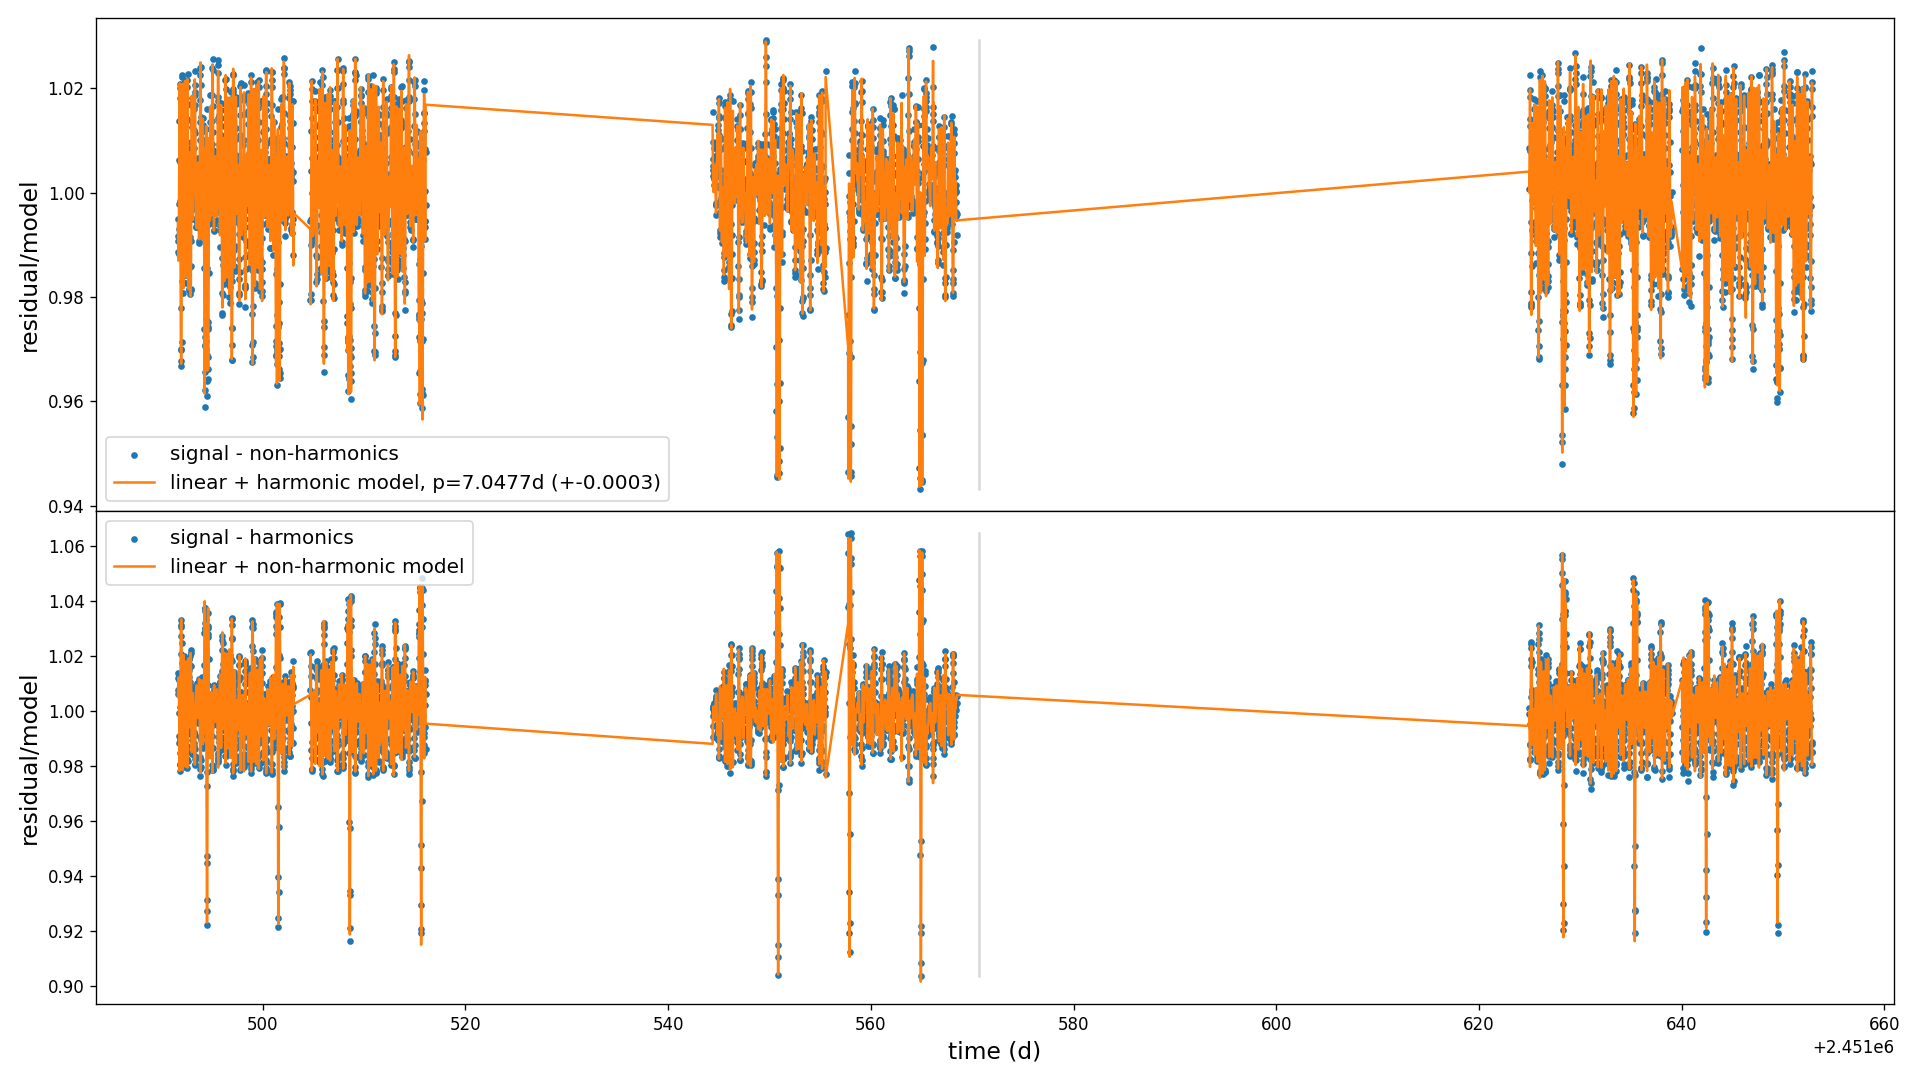 1.02
1.00
0.98
0.96
0.94
residual/model
signal - non-harmonics
linear + harmonic model, p=7.0477d (+-0.0003)
signal - harmonics
linear + non-harmonic model
1.06
1.04
1.02
1.00
0.98
0.96
0.94
0.92
0.90
residual/model
500 520 540 560 580 600 620 640 660
time (d)
+2.451e6